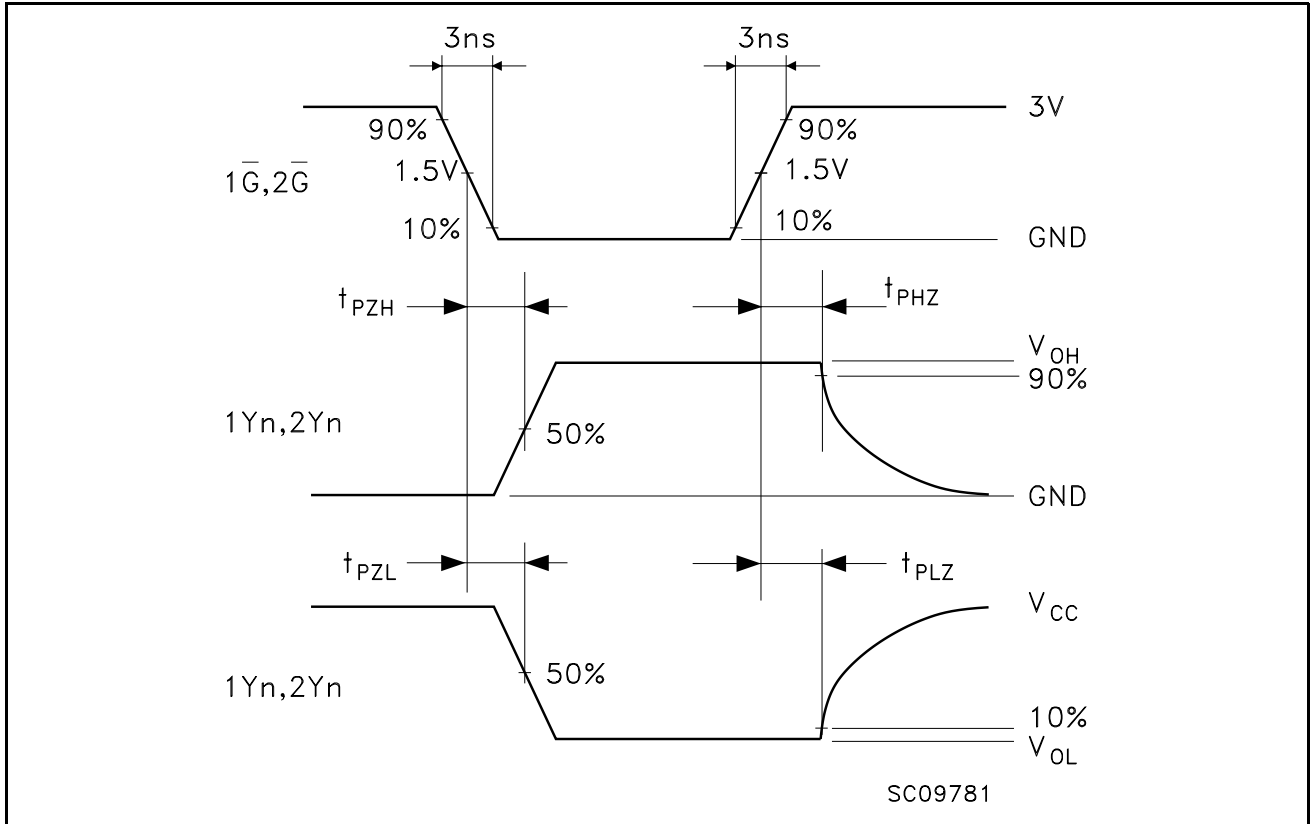 3ns 3ns
3V
90% 90%
1G̅,2G̅ 1.5V 1.5V
10% 10%
GND
tPZH tPHZ
VOH
90%
1Yn,2Yn 50%
GND
tPZL tPLZ
VCC
1Yn,2Yn 50%
10%
VOL
SC09781